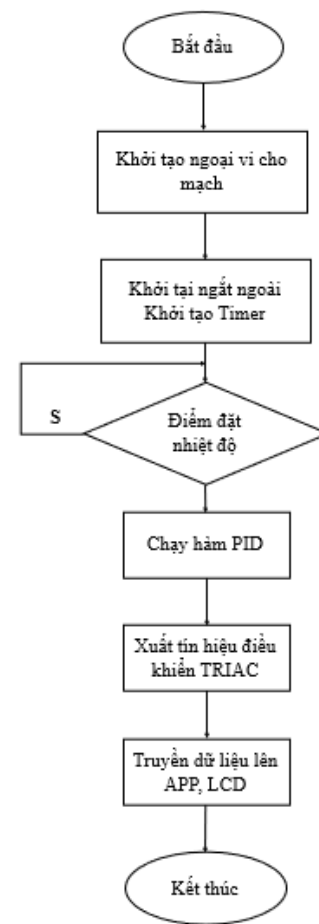 Bắt đầu
Khởi tạo ngoại vi cho
mạch
Khởi tại ngắt ngoài
Khởi tạo Timer
S
Điểm đặt
nhiệt độ
Chạy hàm PID
Xuất tín hiệu điều
khiển TRIAC
Truyền dữ liệu lên
APP, LCD
Kết thúc